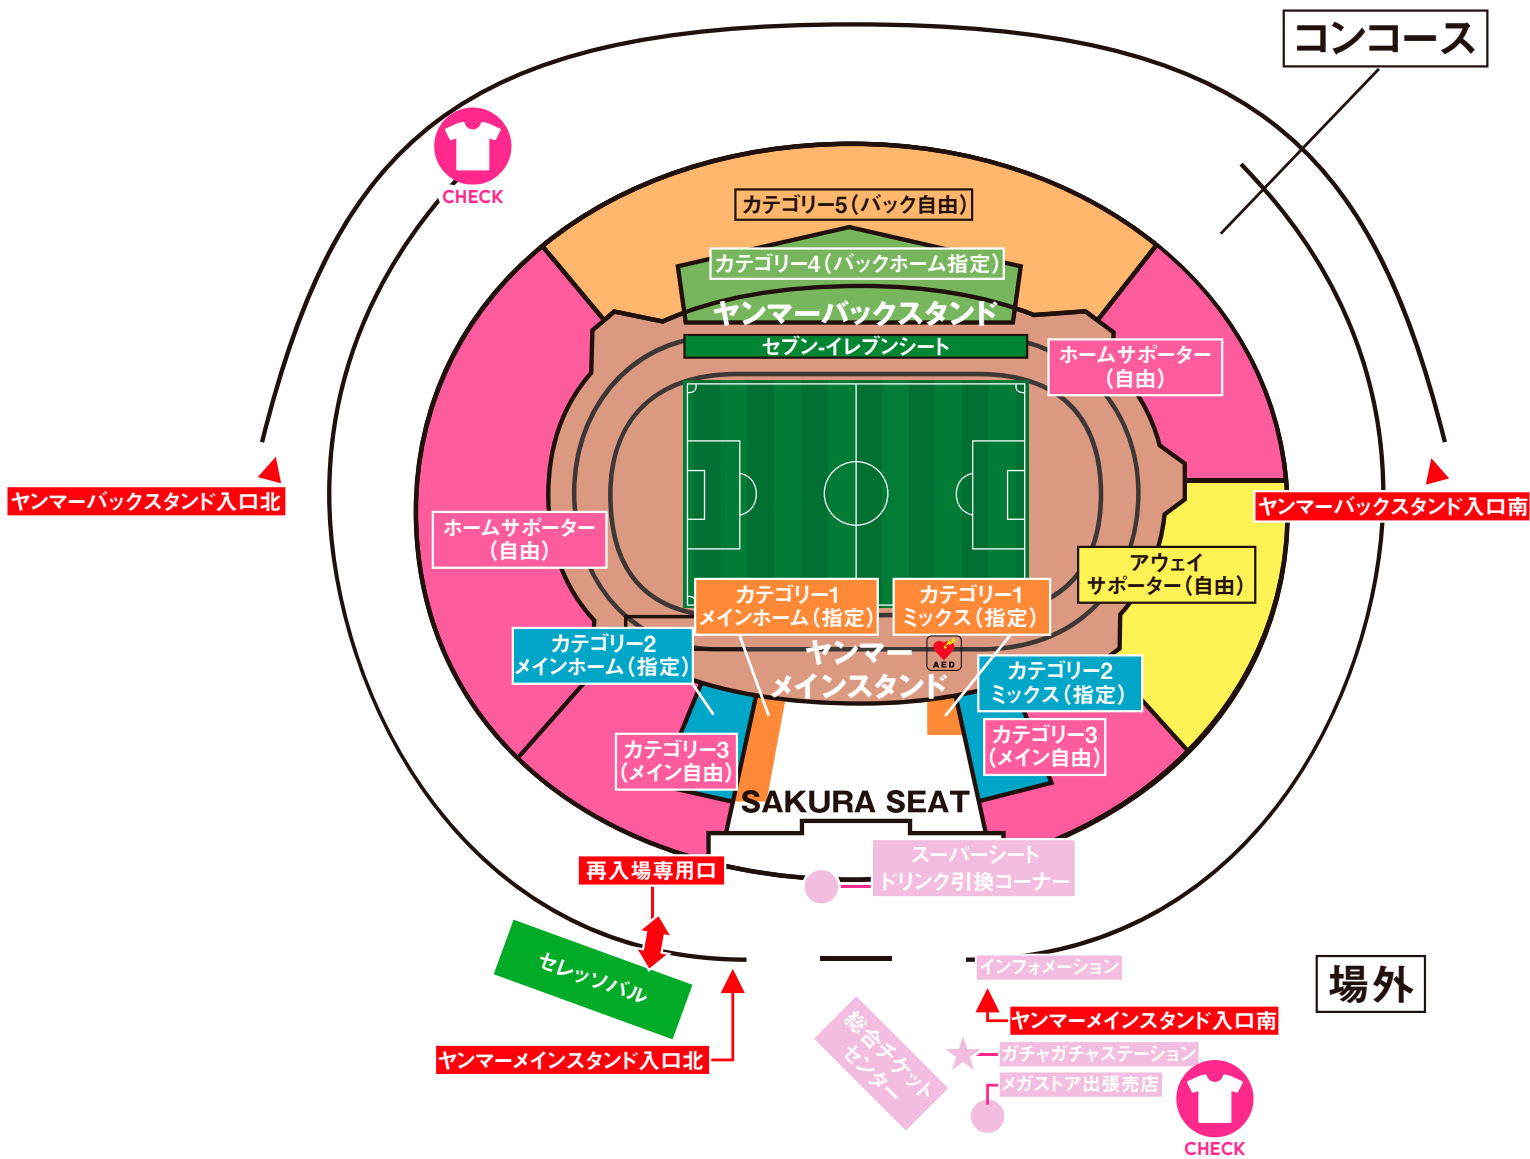 コンコース
CHECK
カテゴリー5（バック自由）
カテゴリー4（バックホーム指定）
ヤンマーバックスタンド
セブン-イレブンシート
ホームサポーター
（自由）
ヤンマーバックスタンド入口北
ヤンマーバックスタンド入口南
ホームサポーター
（自由）
アウェイ
サポーター（自由）
カテゴリー1
メインホーム（指定）
カテゴリー1
ミックス（指定）
カテゴリー2
メインホーム（指定）
ヤンマー
メインスタンド
AED
カテゴリー2
ミックス（指定）
カテゴリー3
（メイン自由）
カテゴリー3
（メイン自由）
SAKURA SEAT
スーパーシート
ドリンク引換コーナー
再入場専用口
セレッソバル
インフォメーション
場外
ヤンマーメインスタンド入口南
ヤンマーメインスタンド入口北
総合チケット
センター
ガチャガチャステーション
メガストア出張売店
CHECK